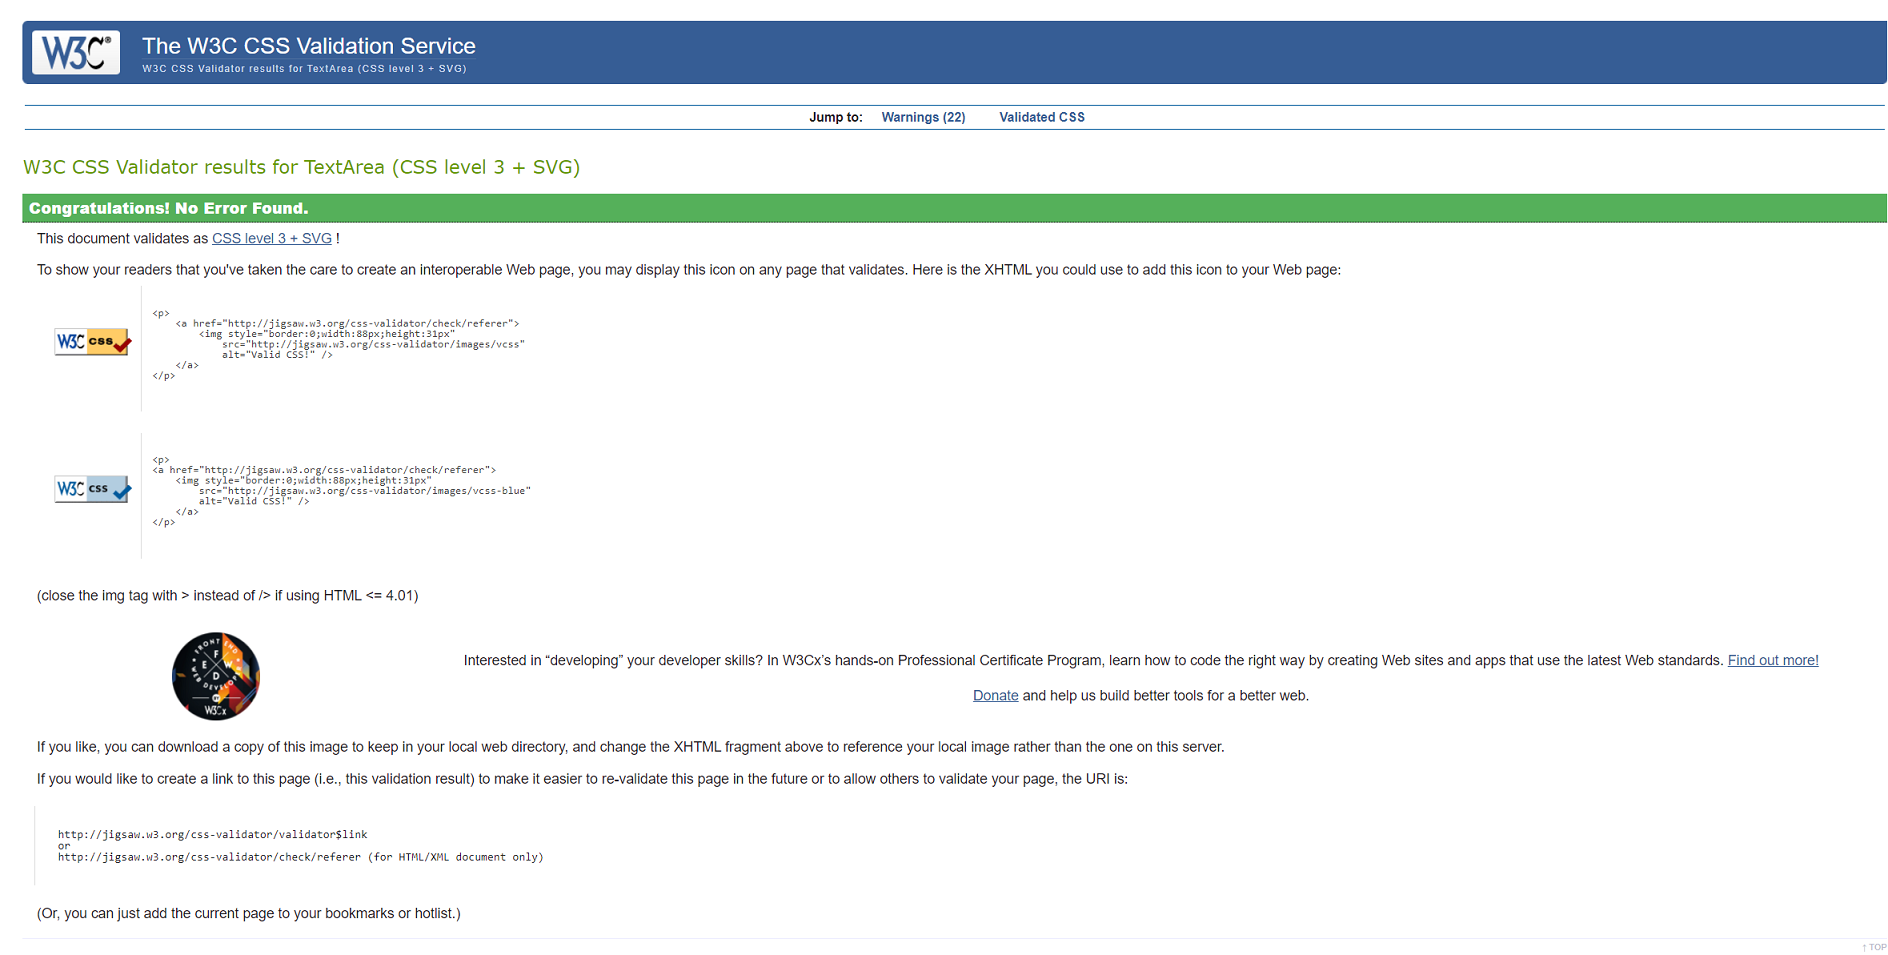 W3C®
The W3C CSS Validation Service
W3C CSS Validator results for TextArea (CSS level 3 + SVG)
Jump to: Warnings (22) Validated CSS
W3C CSS Validator results for TextArea (CSS level 3 + SVG)
Congratulations! No Error Found.
This document validates as CSS level 3 + SVG !
To show your readers that you've taken the care to create an interoperable Web page, you may display this icon on any page that validates. Here is the XHTML you could use to add this icon to your Web page:
W3C css
<p>
    <a href="http://jigsaw.w3.org/css-validator/check/referer">
        <img style="border:0;width:88px;height:31px"
            src="http://jigsaw.w3.org/css-validator/images/vcss"
            alt="Valid CSS!" />
    </a>
</p>
W3C css
<p>
<a href="http://jigsaw.w3.org/css-validator/check/referer">
    <img style="border:0;width:88px;height:31px"
        src="http://jigsaw.w3.org/css-validator/images/vcss-blue"
        alt="Valid CSS!" />
    </a>
</p>
(close the img tag with > instead of /> if using HTML <= 4.01)
FRONT END
F
E W
D
WEB DEVELOPER
W3Cx
Interested in “developing” your developer skills? In W3Cx’s hands-on Professional Certificate Program, learn how to code the right way by creating Web sites and apps that use the latest Web standards. Find out more!
Donate and help us build better tools for a better web.
If you like, you can download a copy of this image to keep in your local web directory, and change the XHTML fragment above to reference your local image rather than the one on this server.
If you would like to create a link to this page (i.e., this validation result) to make it easier to re-validate this page in the future or to allow others to validate your page, the URI is:
http://jigsaw.w3.org/css-validator/validator$link
or
http://jigsaw.w3.org/css-validator/check/referer (for HTML/XML document only)
(Or, you can just add the current page to your bookmarks or hotlist.)
↑ TOP